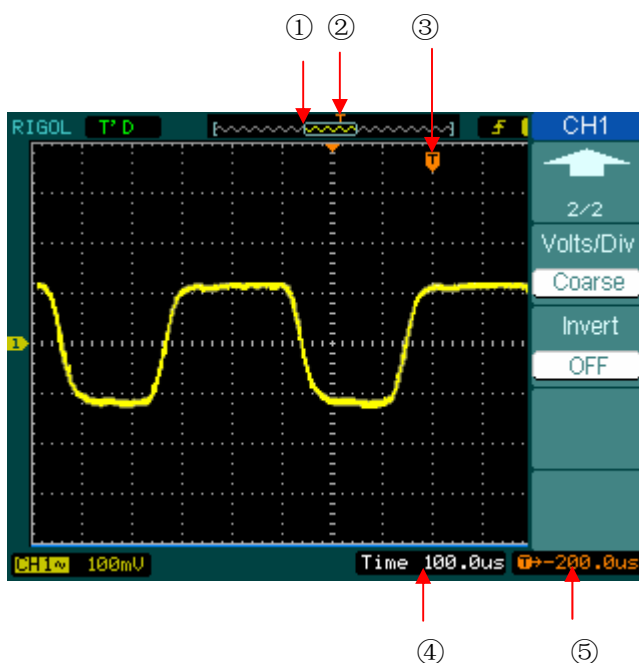 ① ② ③
T
RIGOL T'D CH1
T
2/2
Volts/Div
Coarse
Invert
OFF
1
CH1~ 100mV Time 100.0us T→-200.0us
④ ⑤